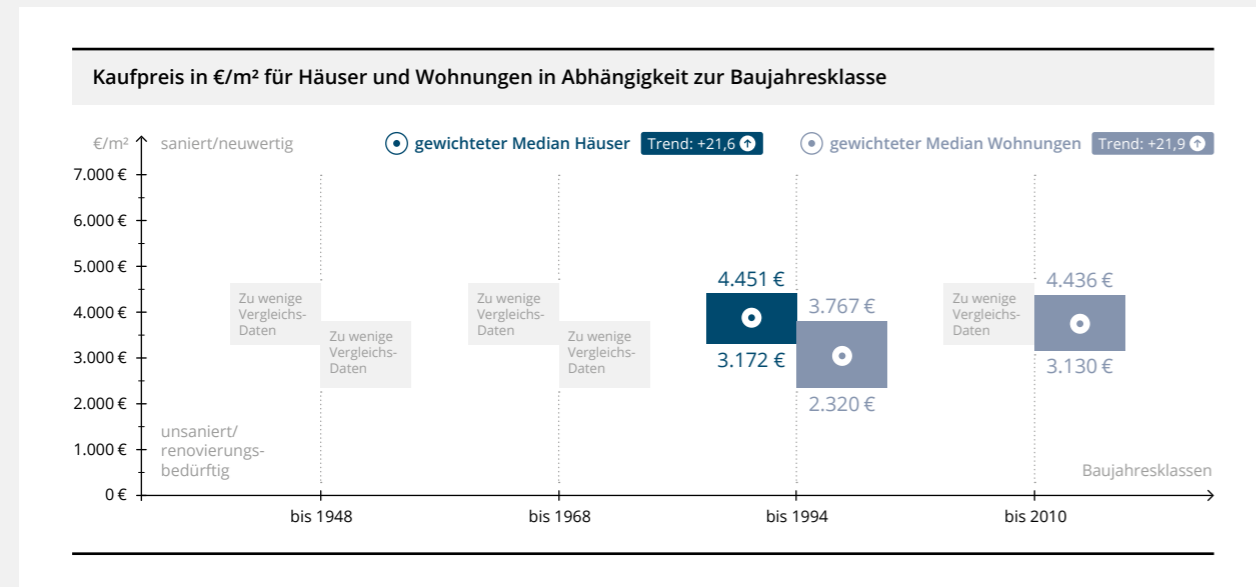 Kaufpreis in €/m² für Häuser und Wohnungen in Abhängigkeit zur Baujahresklasse
€/m² saniert/neuwertig
gewichteter Median Häuser Trend: +21,6
gewichteter Median Wohnungen Trend: +21,9
7.000 €
6.000 €
5.000 €
4.000 €
3.000 €
2.000 €
1.000 €
0 €
Zu wenige
Vergleichs-
Daten
Zu wenige
Vergleichs-
Daten
Zu wenige
Vergleichs-
Daten
Zu wenige
Vergleichs-
Daten
4.451 €
3.172 €
3.767 €
2.320 €
Zu wenige
Vergleichs-
Daten
4.436 €
3.130 €
unsaniert/
renovierungs-
bedürftig
Baujahresklassen
bis 1948
bis 1968
bis 1994
bis 2010